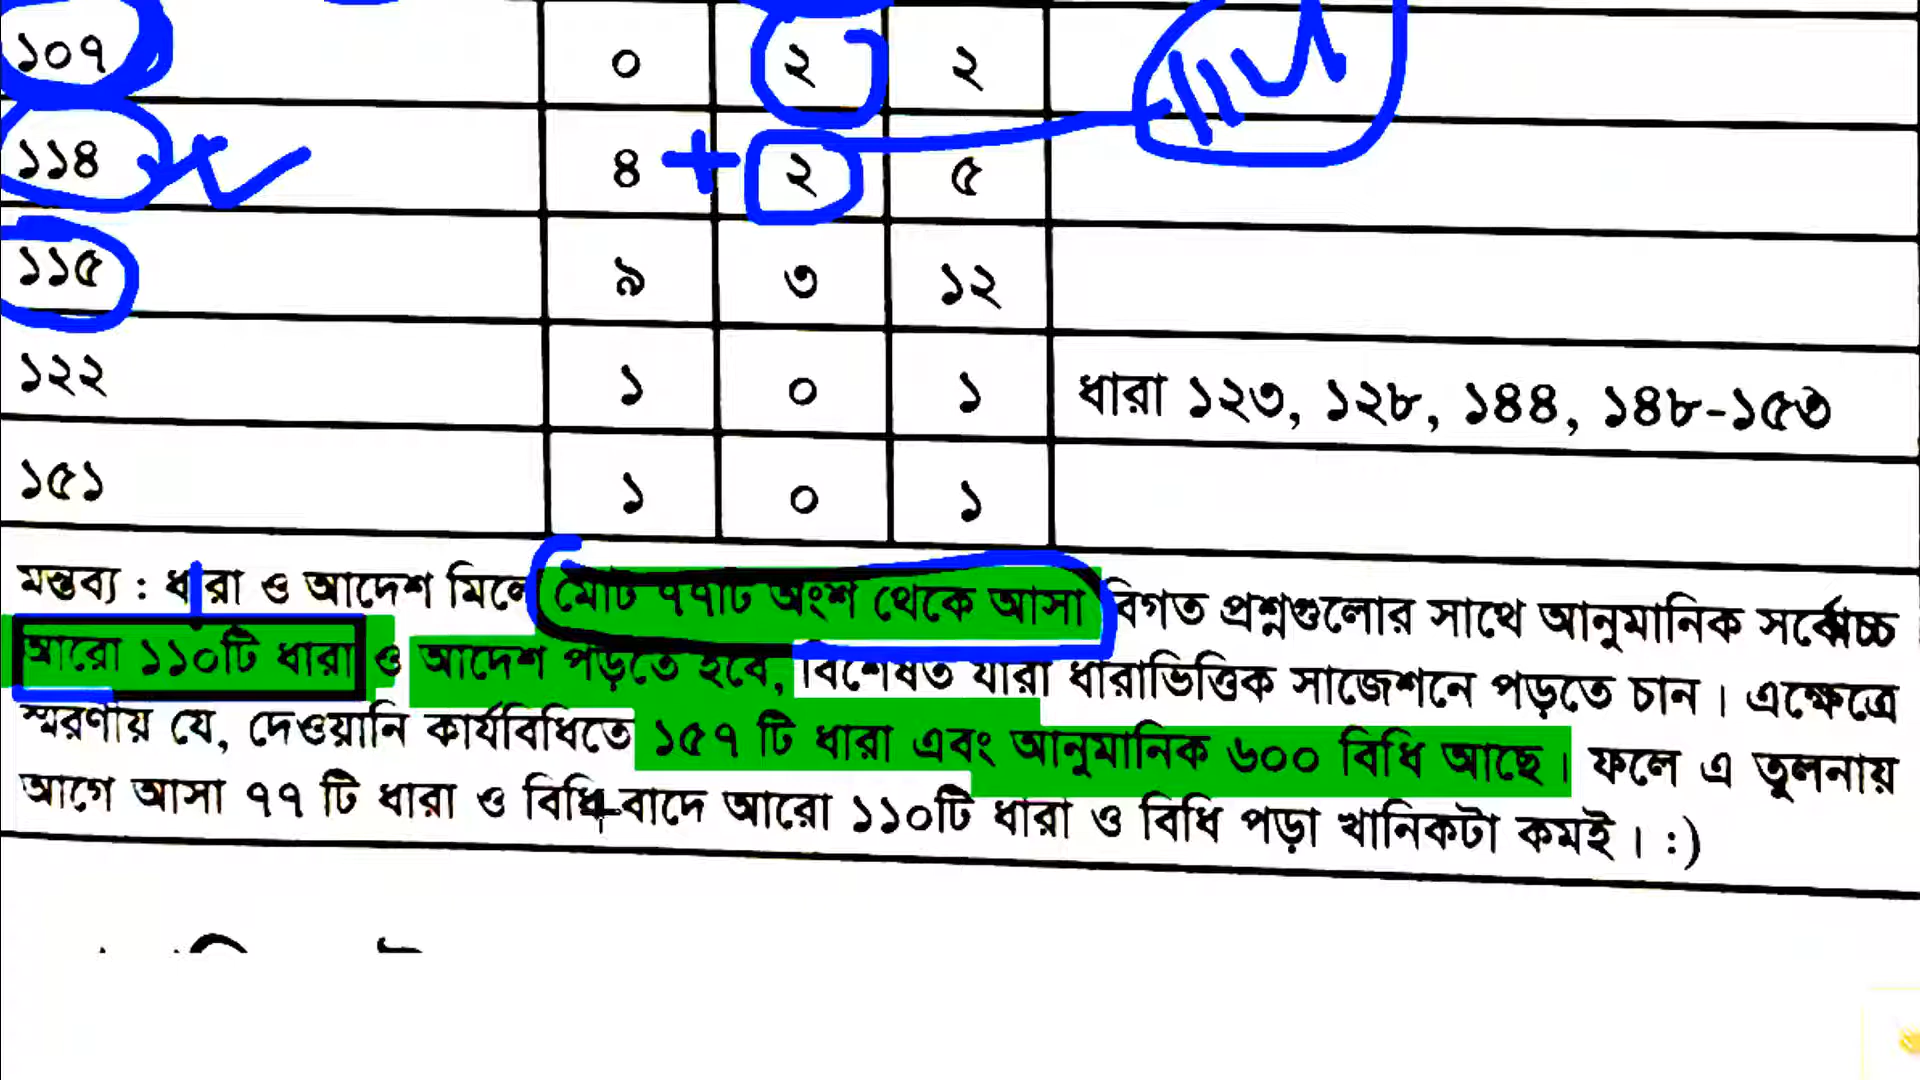 ১০৭ ০ ২ ২
১১৪ ৪ + ২ ৫
১১৫ ৯ ৩ ১২
১২২ ১ ০ ১ ধারা ১২৩, ১২৮, ১৪৪, ১৪৮-১৫৩
১৫১ ১ ০ ১
মন্তব্য : ধারা ও আদেশ মিলে মোট ৭৭টি অংশ থেকে আসা বিগত প্রশ্নগুলোর সাথে আনুমানিক সর্বোচ্চ
আরো ১১০টি ধারা ও আদেশ পড়তে হবে, বিশেষত যারা ধারাভিত্তিক সাজেশনে পড়তে চান। এক্ষেত্রে
স্মরণীয় যে, দেওয়ানি কার্যবিধিতে ১৫৭ টি ধারা এবং আনুমানিক ৬০০ বিধি আছে। ফলে এ তুলনায়
আগে আসা ৭৭ টি ধারা ও বিধি বাদে আরো ১১০টি ধারা ও বিধি পড়া খানিকটা কমই। :)